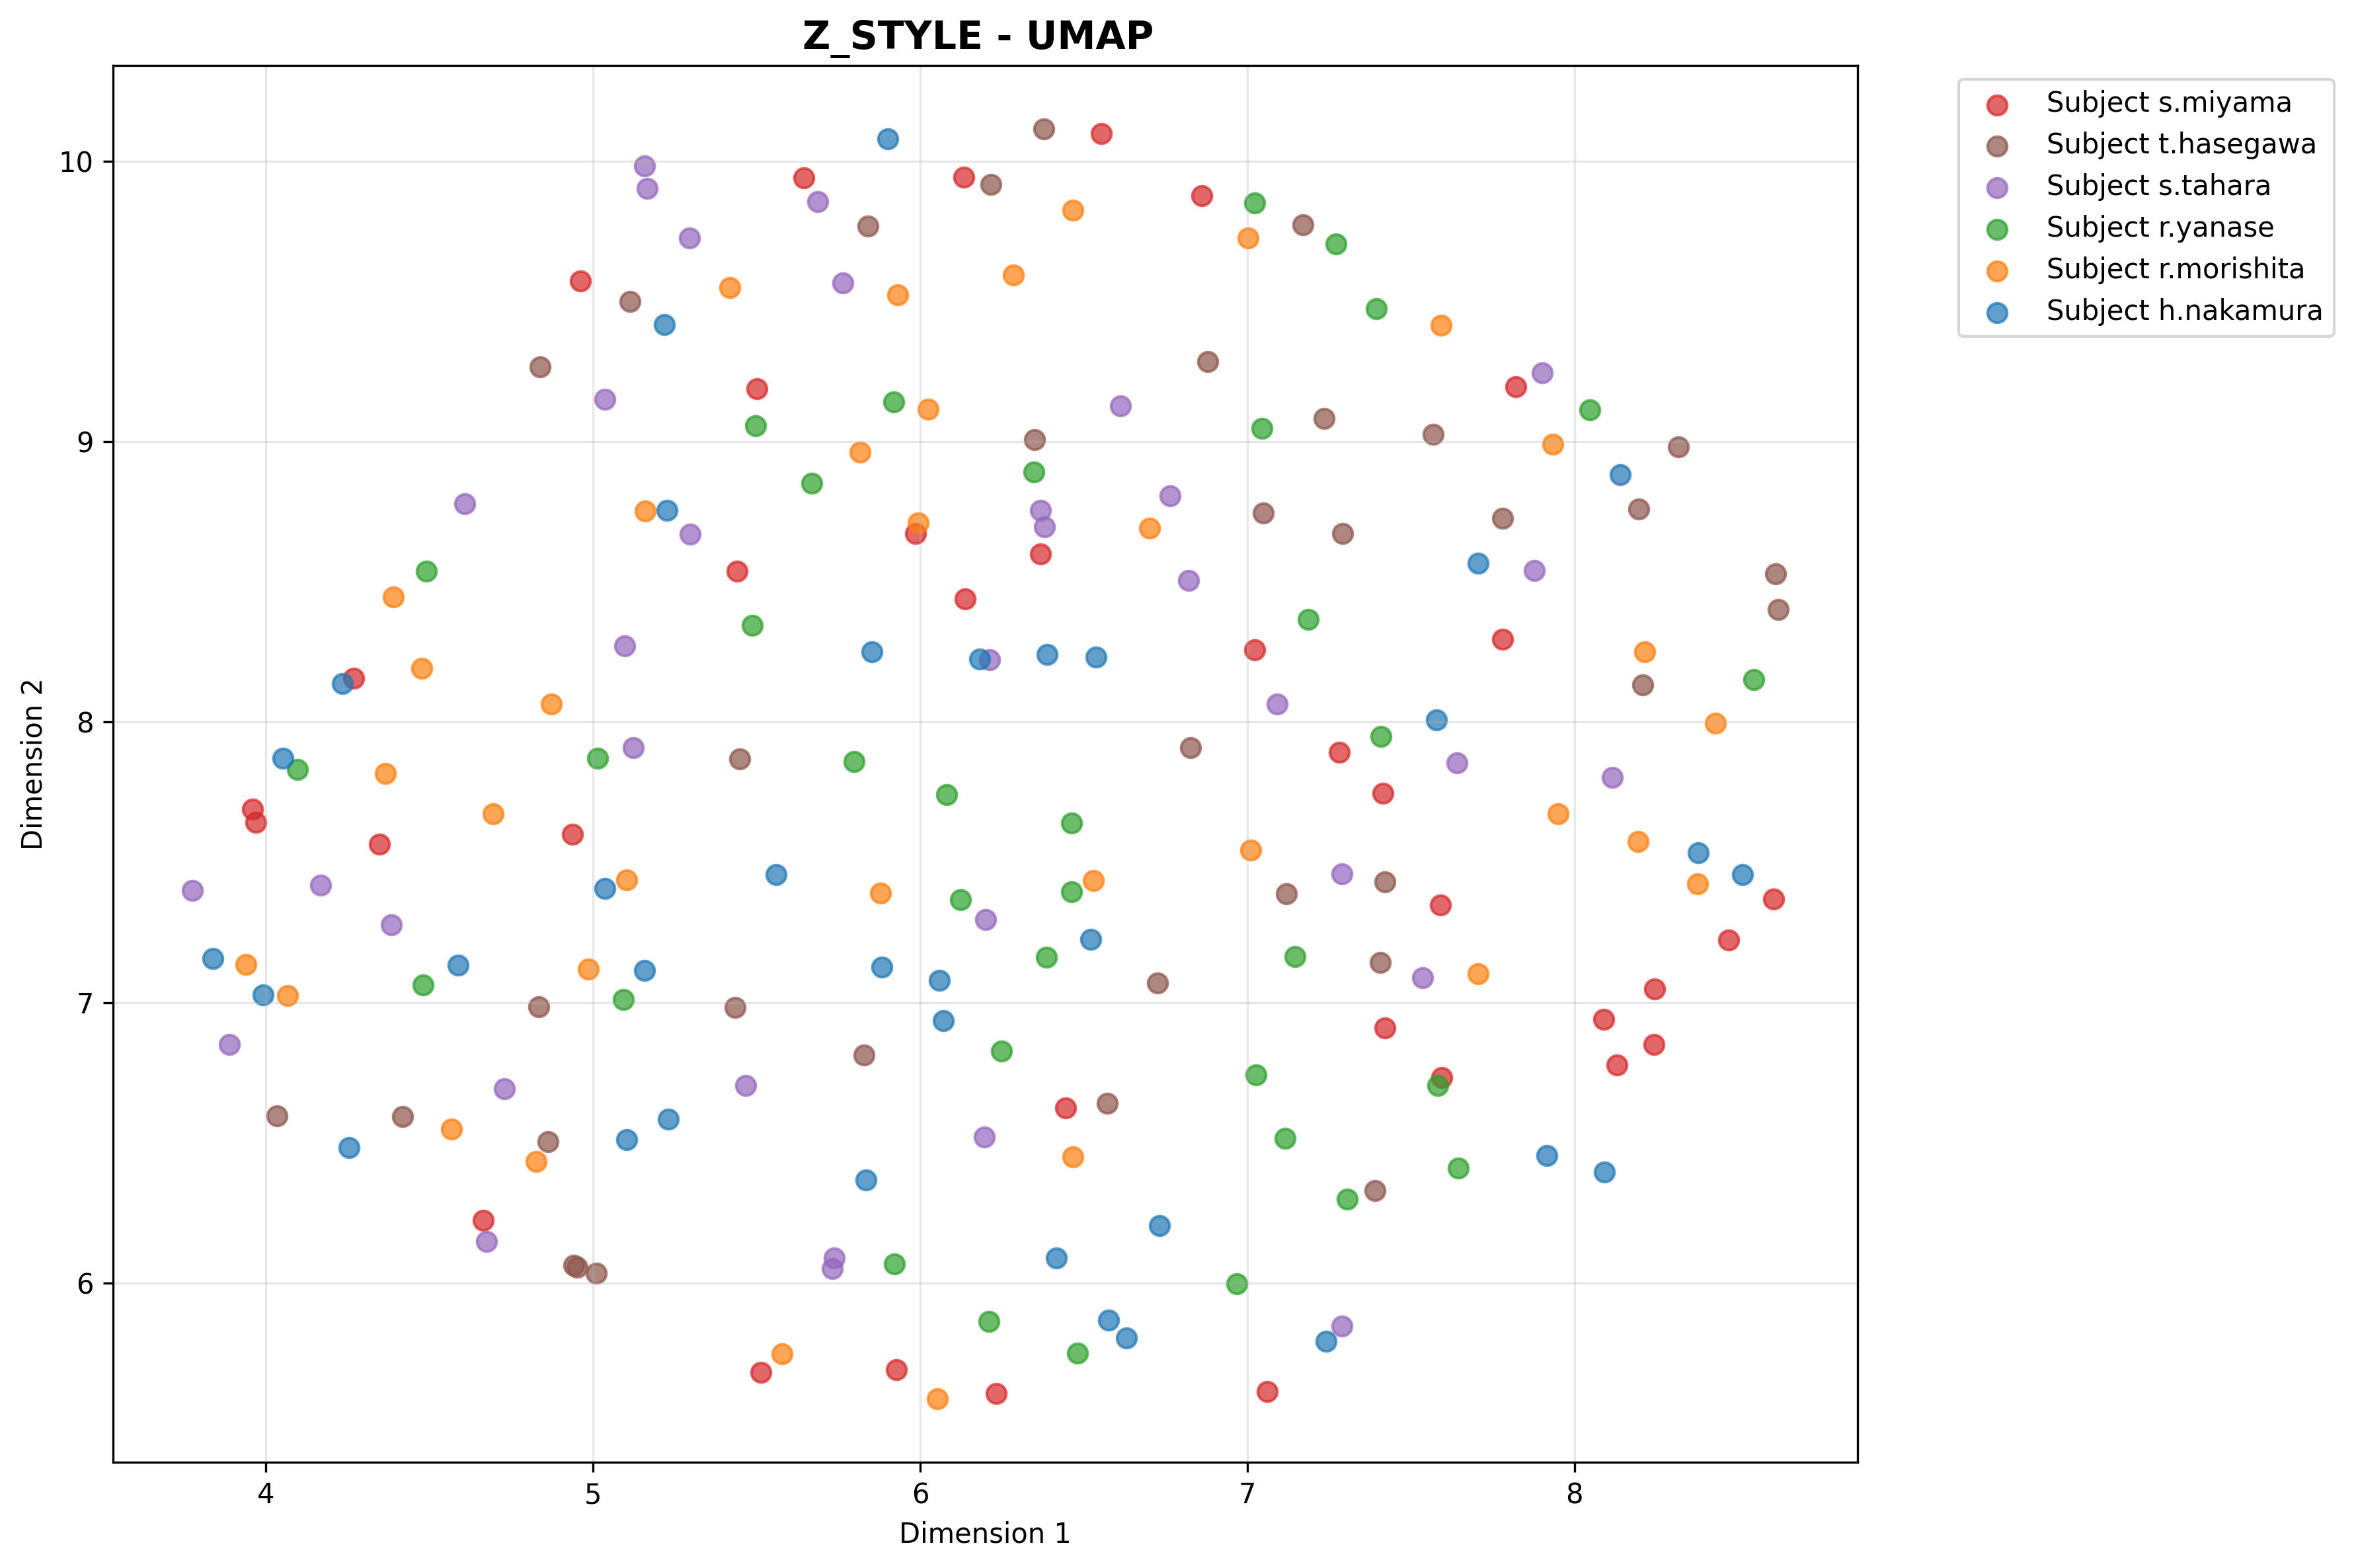 Z_STYLE - UMAP
Subject s.miyama
Subject t.hasegawa
Subject s.tahara
Subject r.yanase
Subject r.morishita
Subject h.nakamura
10
9
8
7
6
Dimension 2
4 5 6 7 8
Dimension 1